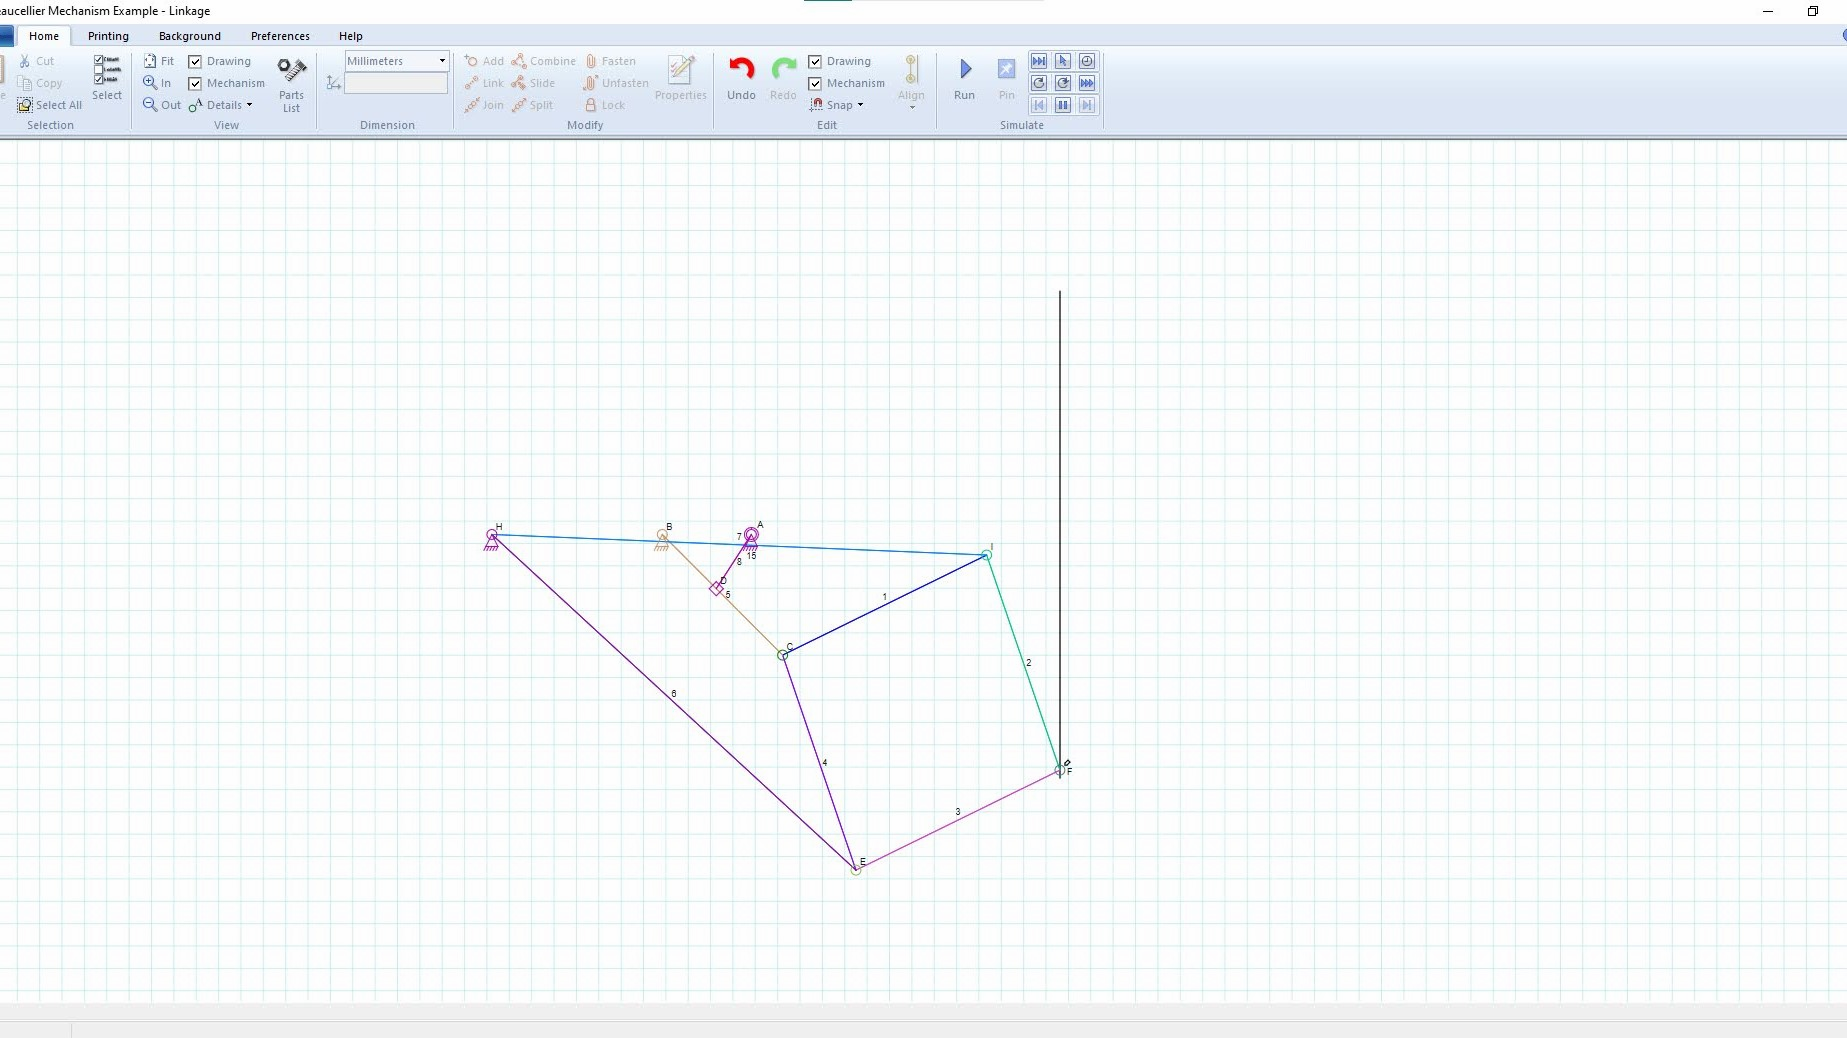 eaucellier Mechanism Example - Linkage
Home Printing Background Preferences Help
Cut
Copy
Select All
Select
Selection
Fit
In
Out
Drawing
Mechanism
Details
Parts List
View
Millimeters
Dimension
Add Combine Fasten
Link Slide Unfasten
Join Split Lock
Properties
Modify
Undo
Redo
Drawing
Mechanism
Snap
Align
Edit
Run
Pin
Simulate
H
B
A
7
15
8
D
5
I
1
C
2
6
4
F
3
E